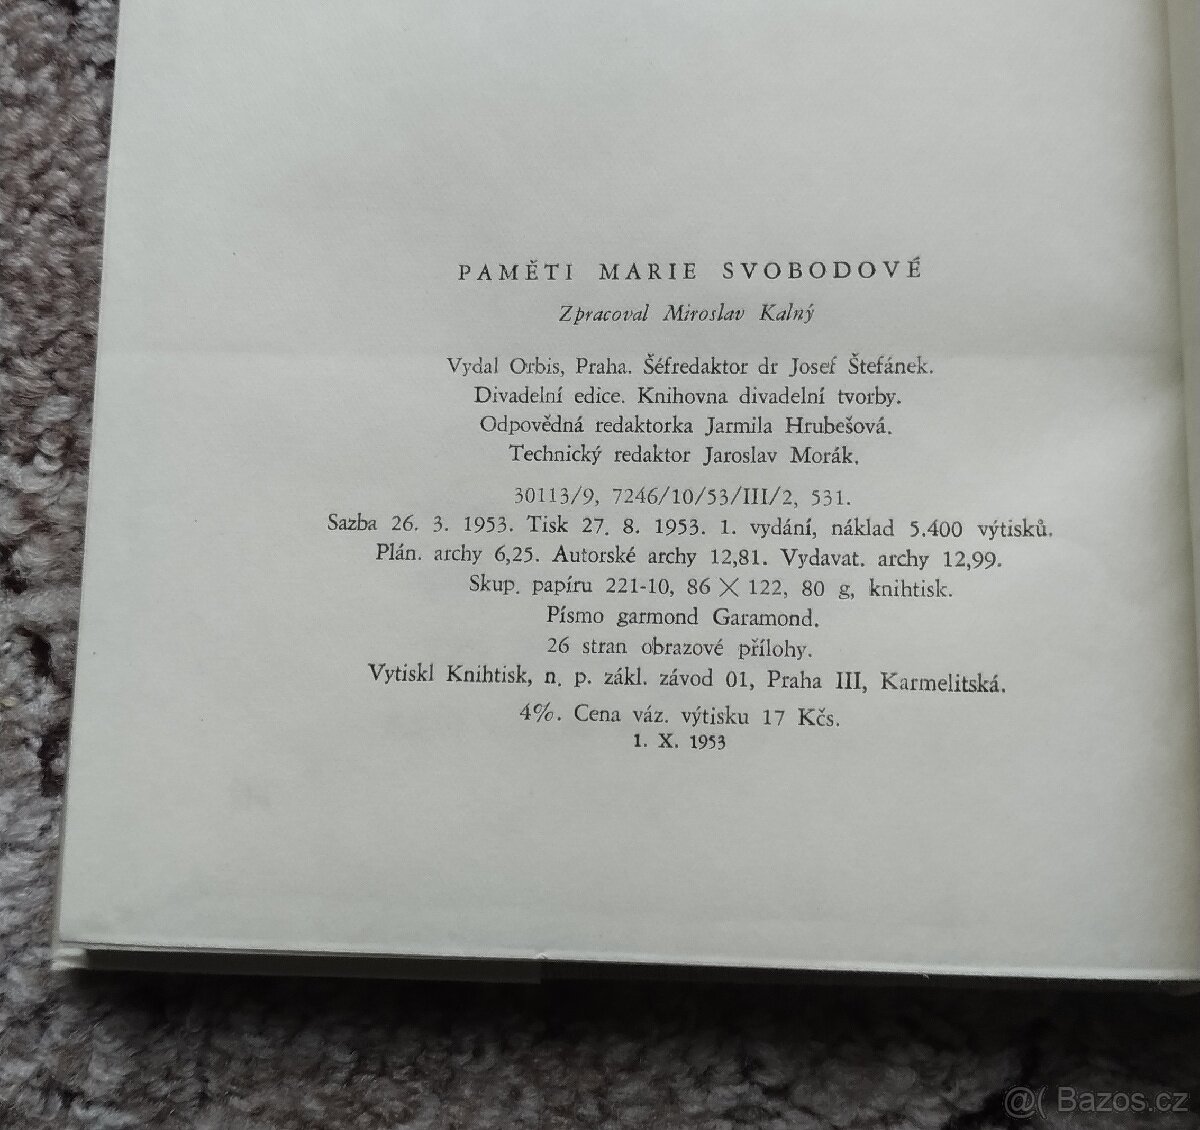 PAMĚTI MARIE SVOBODOVÉ
Zpracoval Miroslav Kalný
Vydal Orbis, Praha. Šéfredaktor dr Josef Štefánek.
Divadelní edice. Knihovna divadelní tvorby.
Odpovědná redaktorka Jarmila Hrubešová.
Technický redaktor Jaroslav Morák.
30113/9, 7246/10/53/III/2, 531.
Sazba 26. 3. 1953. Tisk 27. 8. 1953. 1. vydání, náklad 5.400 výtisků.
Plán. archy 6,25. Autorské archy 12,81. Vydavat. archy 12,99.
Skup. papíru 221-10, 86 × 122, 80 g, knihtisk.
Písmo garmond Garamond.
26 stran obrazové přílohy.
Vytiskl Knihtisk, n. p. zákl. závod 01, Praha III, Karmelitská.
4%. Cena váz. výtisku 17 Kčs.
1. X. 1953
@( Bazos.cz